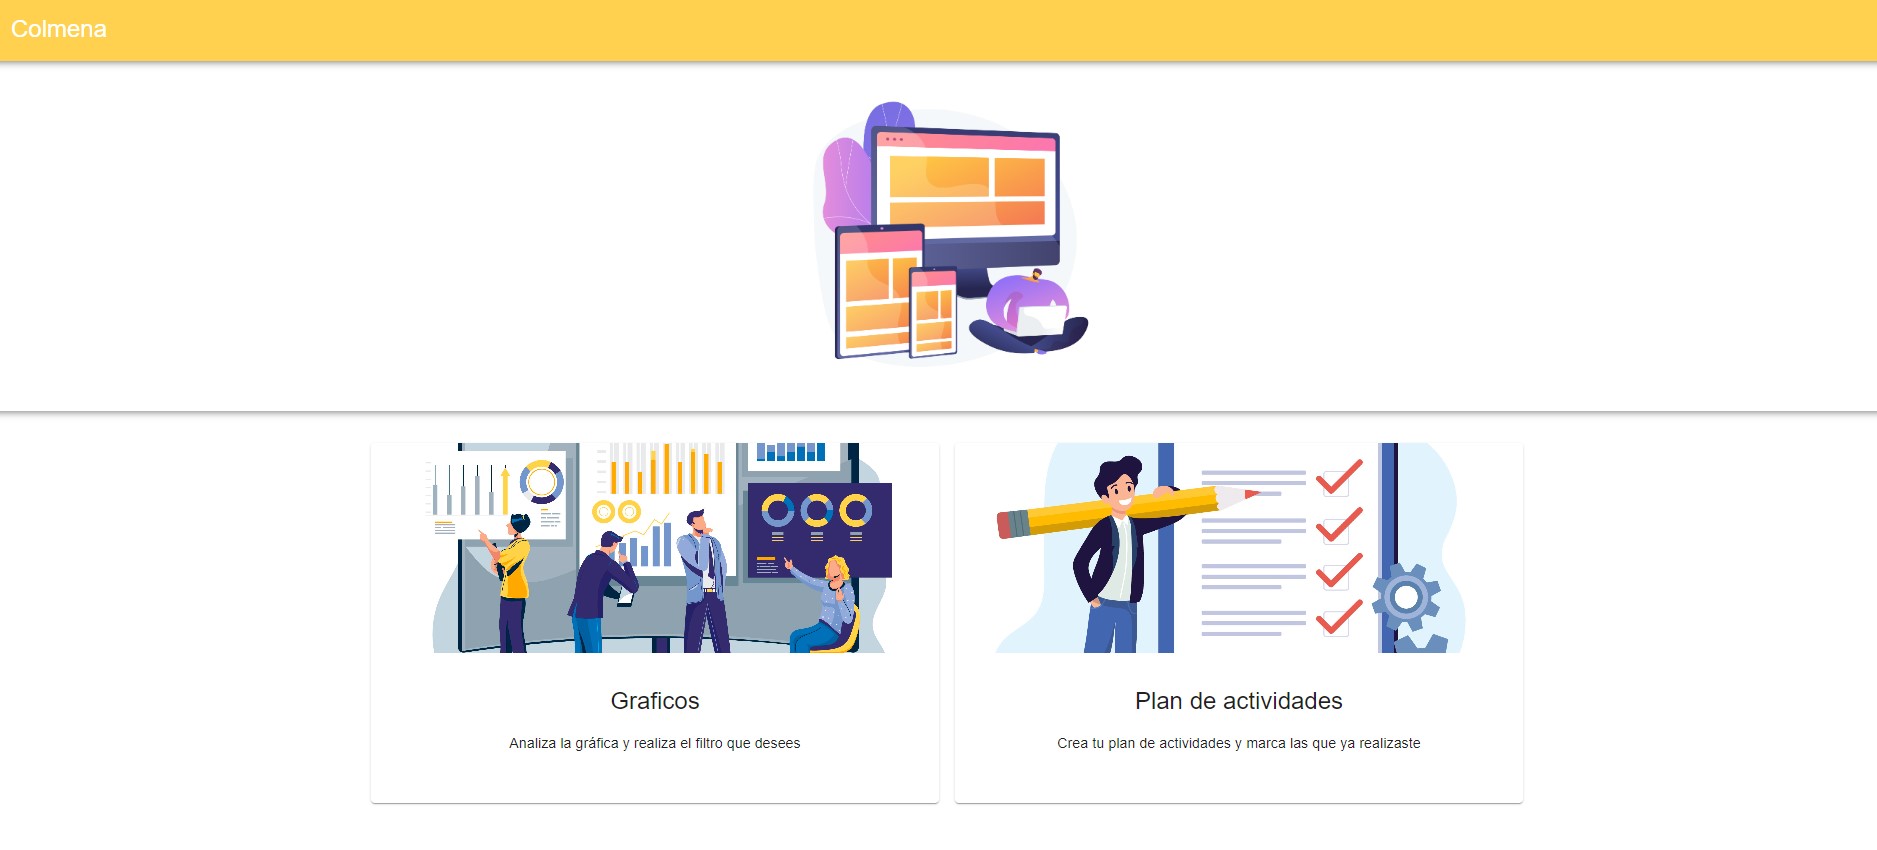 Colmena
Graficos
Analiza la gráfica y realiza el filtro que desees
Plan de actividades
Crea tu plan de actividades y marca las que ya realizaste